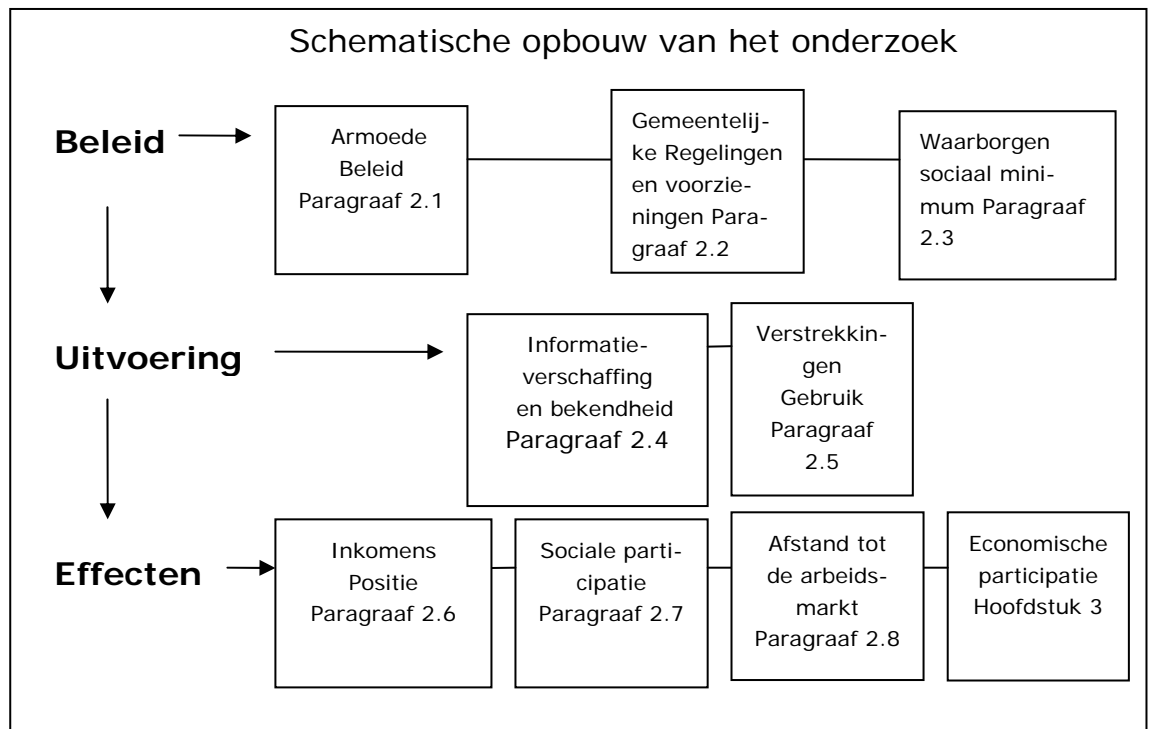 Schematische opbouw van het onderzoek
Beleid
Armoede
Beleid
Paragraaf 2.1
Gemeentelij-
ke Regelingen
en voorzie-
ningen Para-
graaf 2.2
Waarborgen
sociaal mini-
mum Paragraaf
2.3
Uitvoering
Informatie-
verschaffing
en bekendheid
Paragraaf 2.4
Verstrekkin-
gen
Gebruik
Paragraaf
2.5
Effecten
Inkomens
Positie
Paragraaf 2.6
Sociale parti-
cipatie
Paragraaf 2.7
Afstand tot
de arbeids-
markt
Paragraaf 2.8
Economische
participatie
Hoofdstuk 3